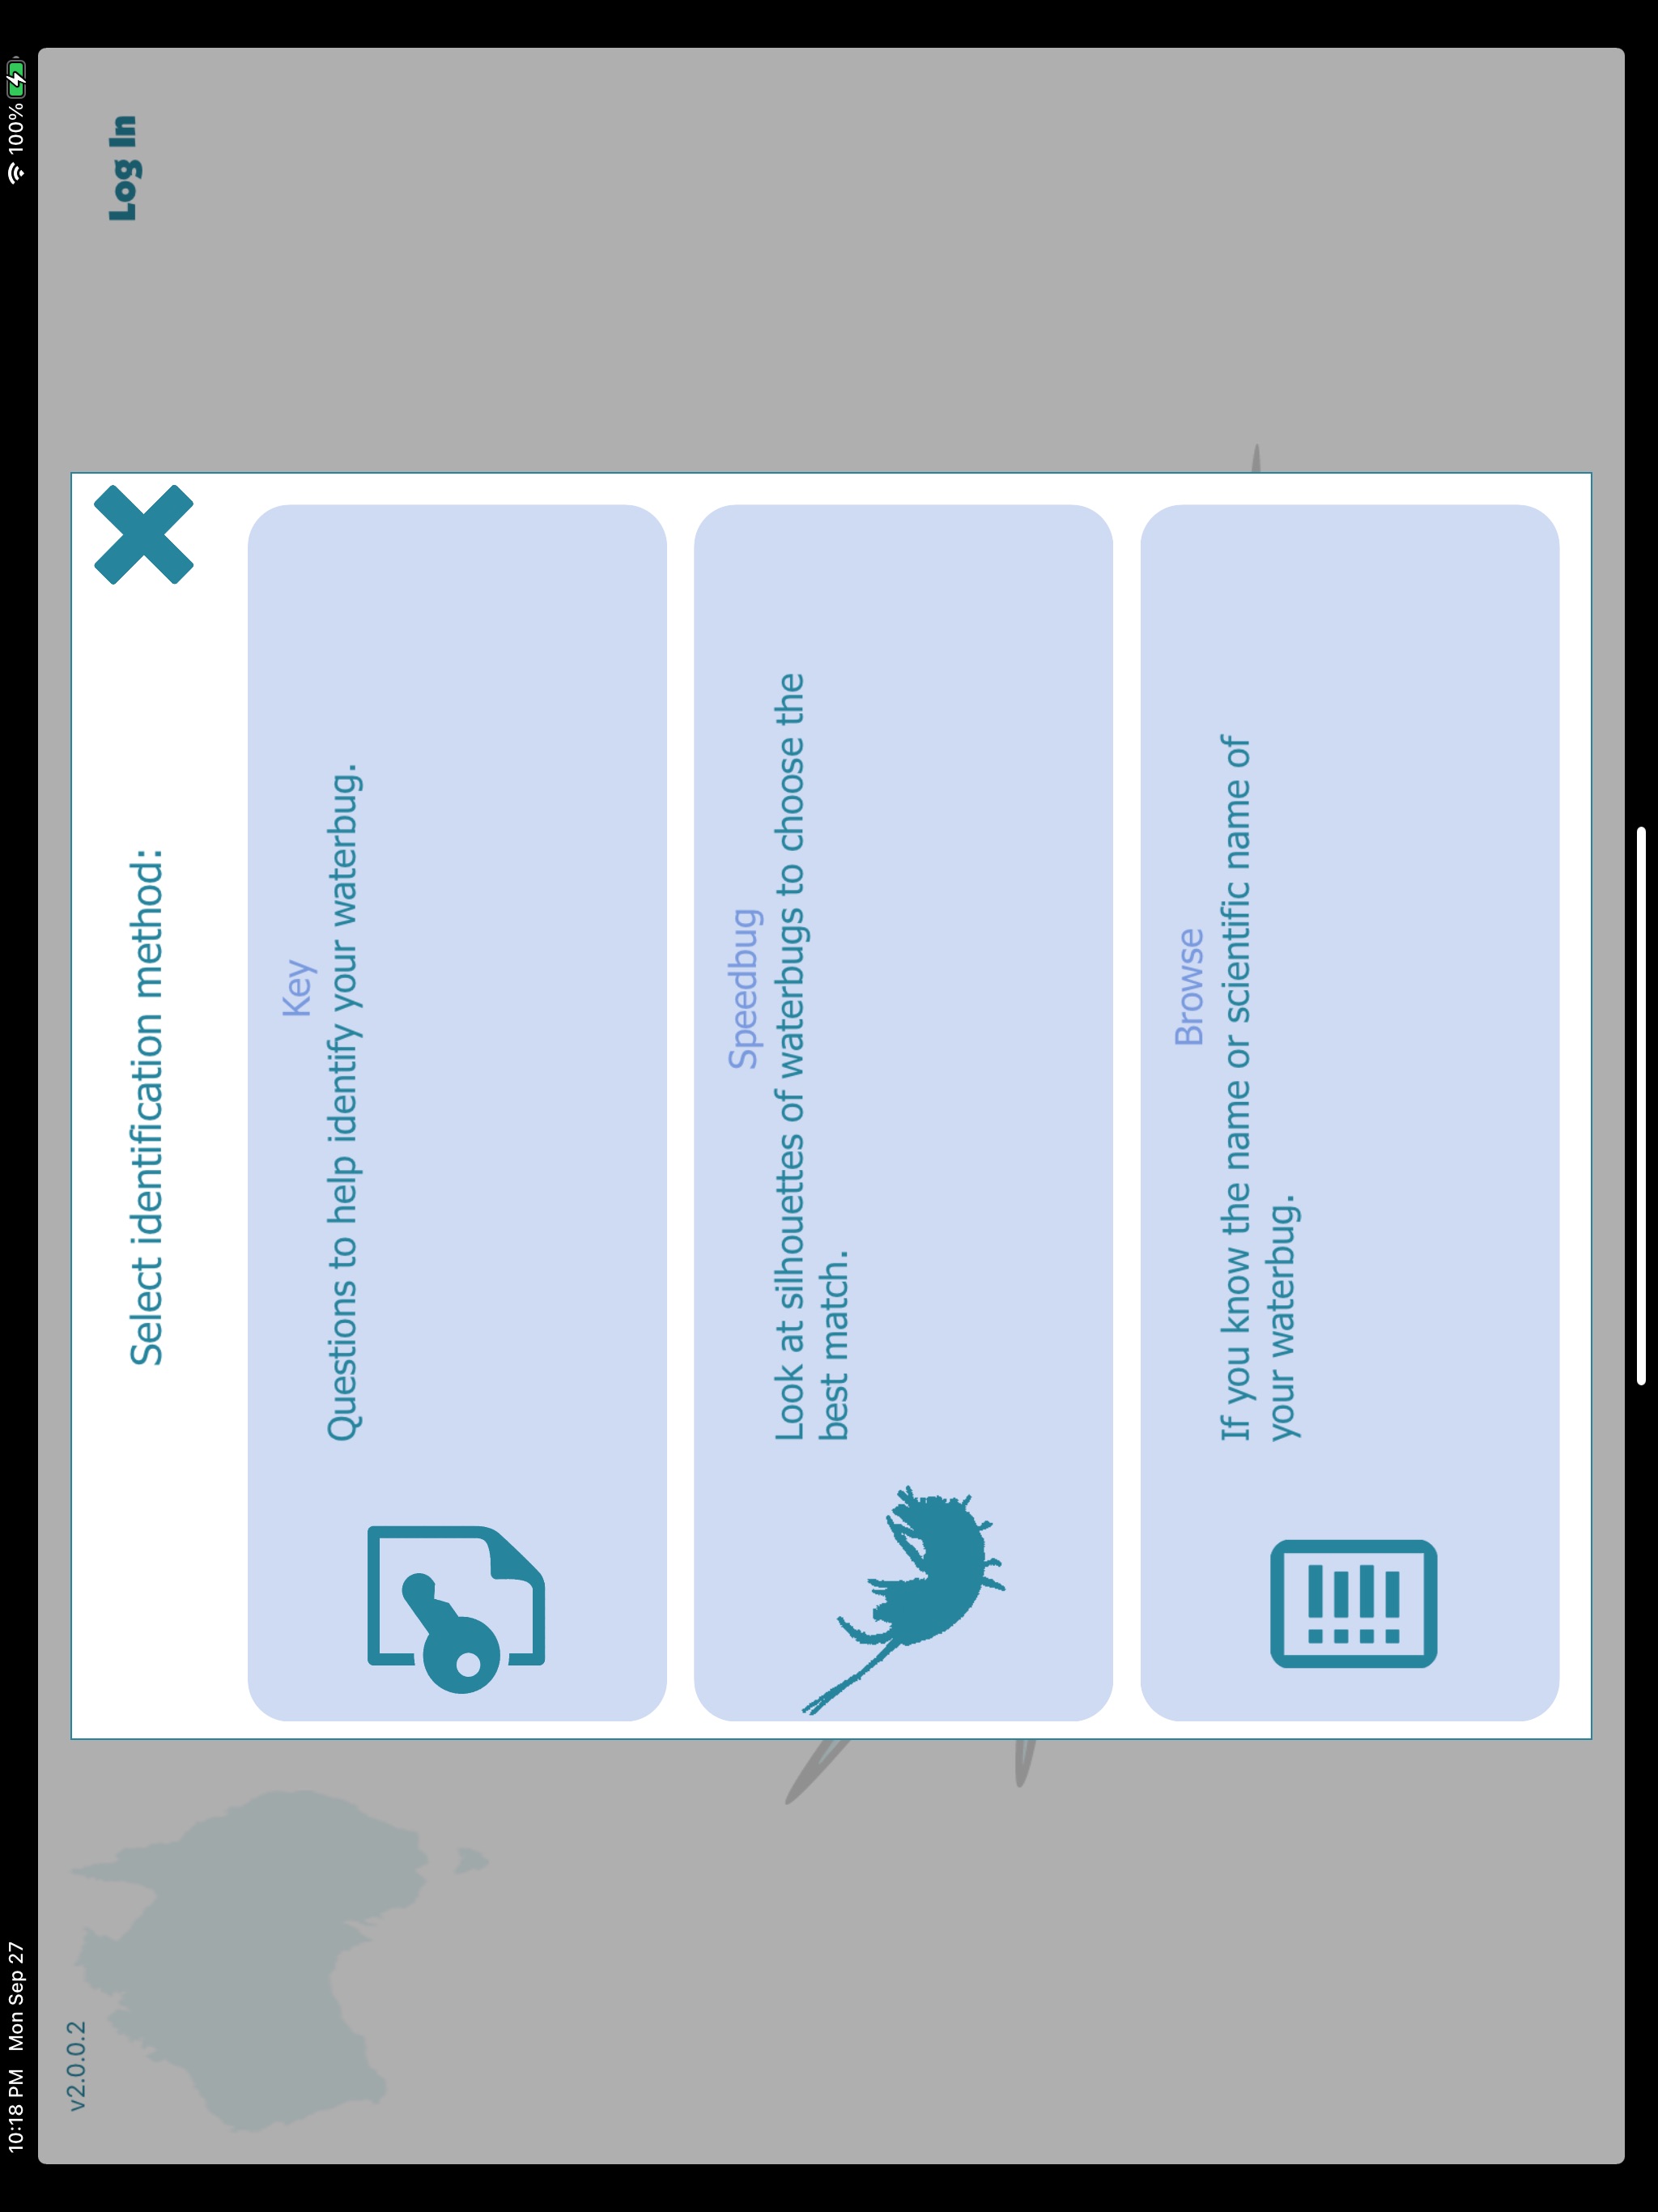 10:18 PM Mon Sep 27
100%
v2.0.0.2
Log In
Select identification method:
Key
Questions to help identify your waterbug.
Speedbug
Look at silhouettes of waterbugs to choose the
best match.
Browse
If you know the name or scientific name of
your waterbug.